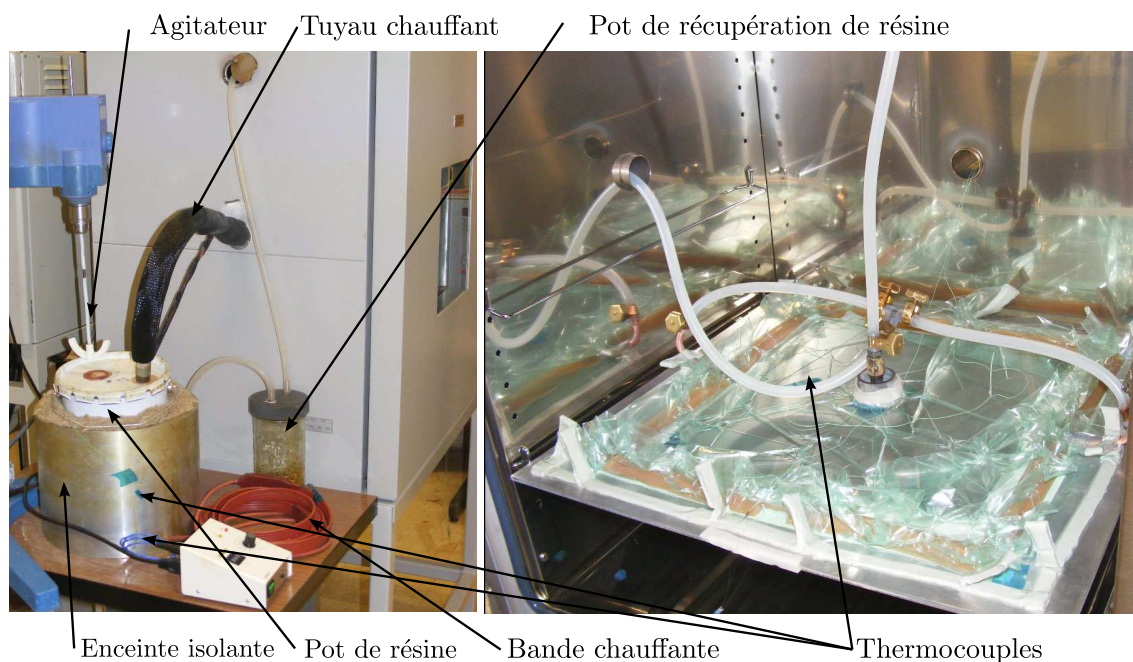 Agitateur Tuyau chauffant Pot de récupération de résine
Enceinte isolante Pot de résine Bande chauffante Thermocouples